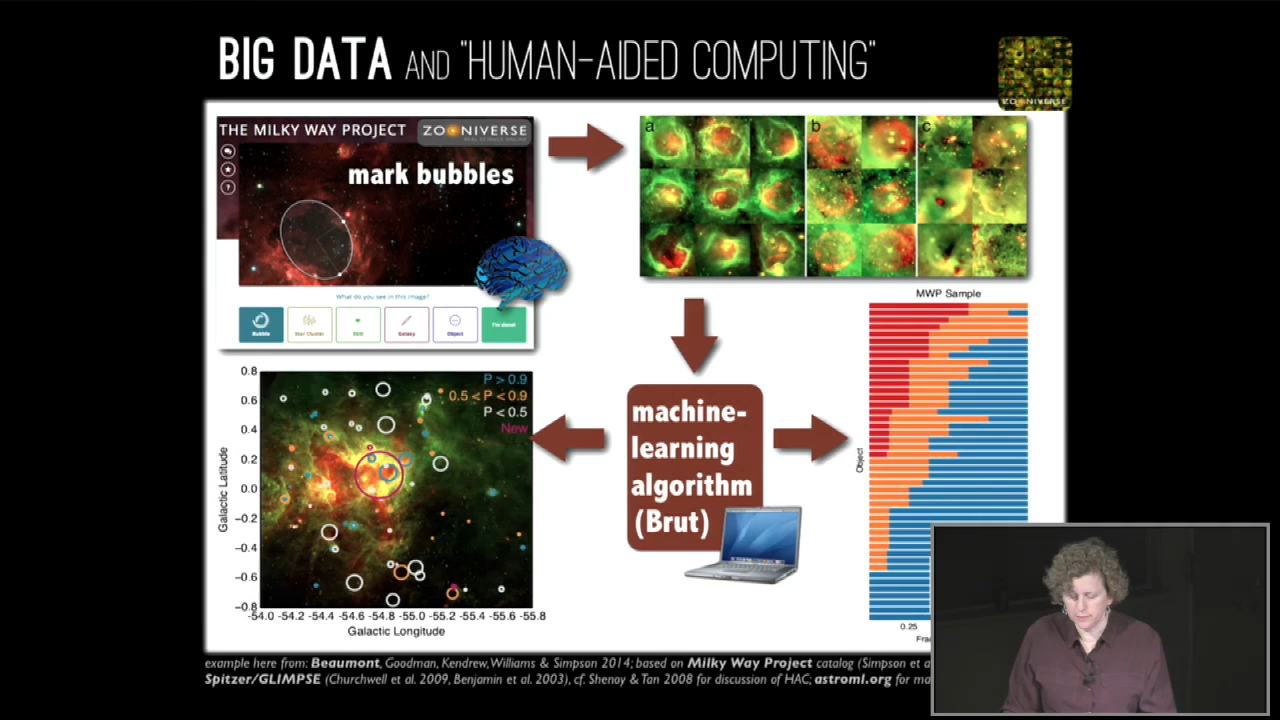 BIG DATA AND "HUMAN-AIDED COMPUTING"
ZOONIVERSE
THE MILKY WAY PROJECT
ZOONIVERSE
REAL SCIENCE ONLINE
mark bubbles
?
What do you see in this image?
Bubble
Star Cluster
EGO
Galaxy
Object
I'm done!
a
b
c
MWP Sample
Object
0.25
machine-
learning
algorithm
(Brut)
P > 0.9
0.5 < P < 0.9
P < 0.5
New
Galactic Latitude
0.8
0.6
0.4
0.2
0.0
−0.2
−0.4
−0.6
−0.8
-54.0 -54.2 -54.4 -54.6 -54.8 -55.0 -55.2 -55.4 -55.6 -55.8
Galactic Longitude
example here from: Beaumont, Goodman, Kendrew, Williams & Simpson 2014; based on Milky Way Project catalog (Simpson et a
Spitzer/GLIMPSE (Churchwell et al. 2009, Benjamin et al. 2003), cf. Shenoy & Tan 2008 for discussion of HAC; astroml.org for ma